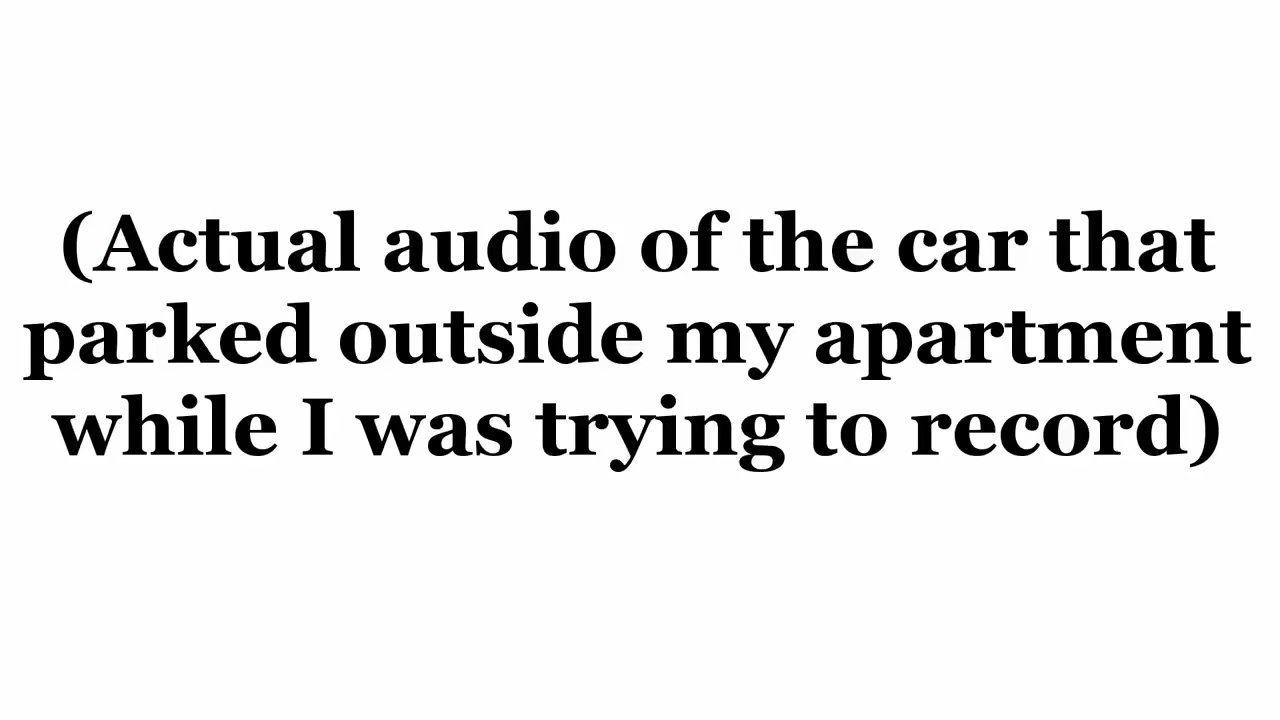 (Actual audio of the car that
parked outside my apartment
while I was trying to record)